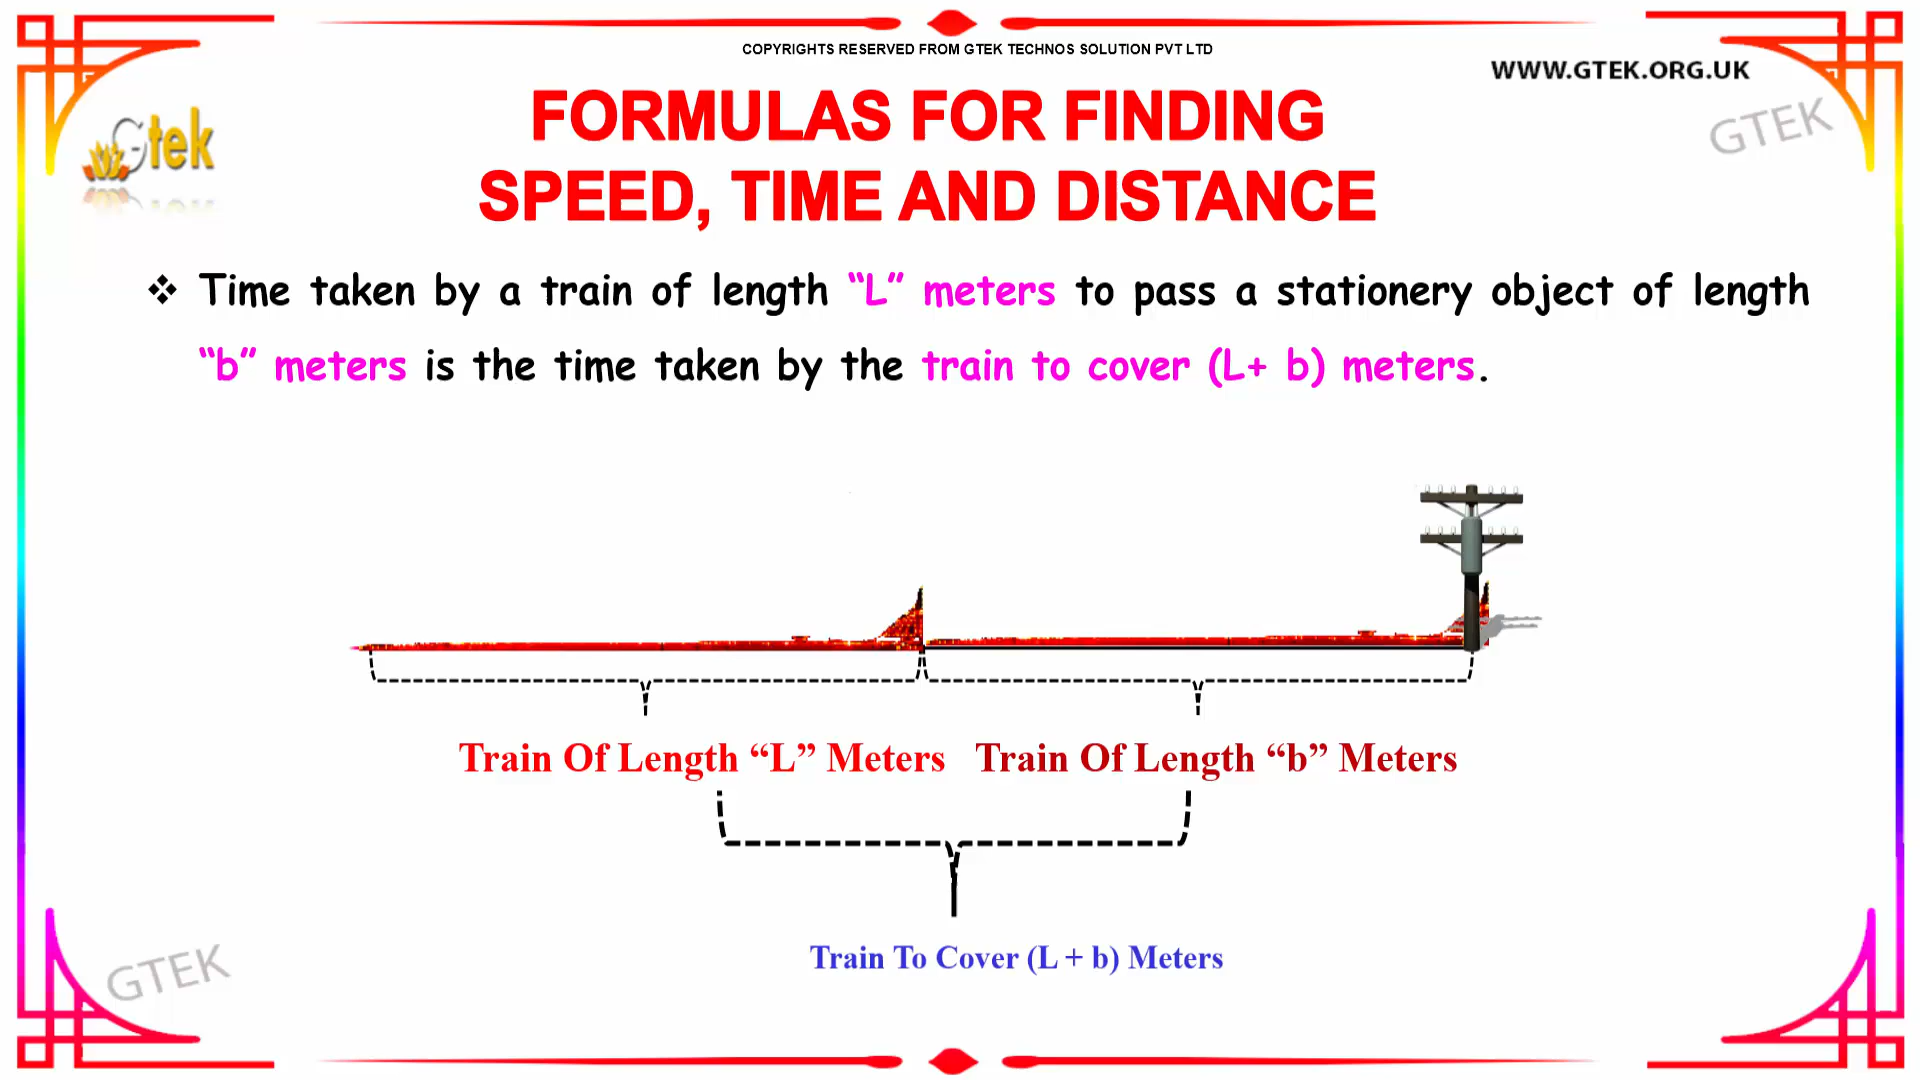 COPYRIGHTS RESERVED FROM GTEK TECHNOS SOLUTION PVT LTD
WWW.GTEK.ORG.UK
Gtek
GTEK
FORMULAS FOR FINDING
SPEED, TIME AND DISTANCE
❖ Time taken by a train of length “L” meters to pass a stationery object of length
“b” meters is the time taken by the train to cover (L+ b) meters.
Train Of Length “L” Meters Train Of Length “b” Meters
Train To Cover (L + b) Meters
GTEK